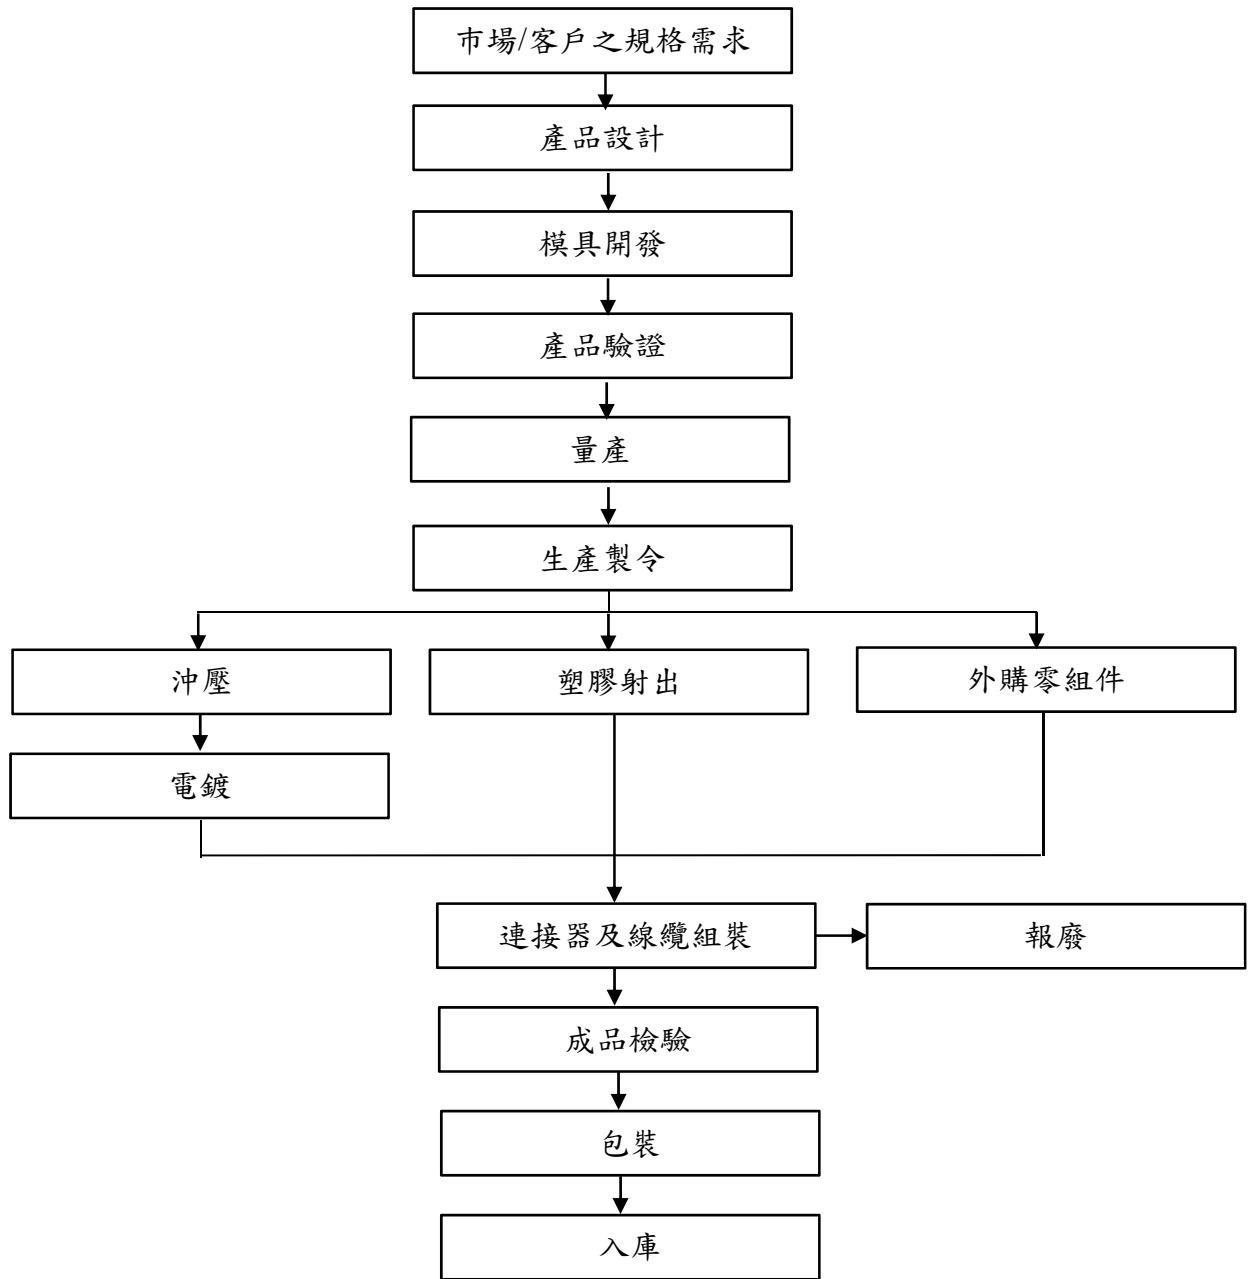 市場/客戶之規格需求
產品設計
模具開發
產品驗證
量產
生產製令
沖壓
塑膠射出
外購零組件
電鍍
連接器及線纜組裝
報廢
成品檢驗
包裝
入庫